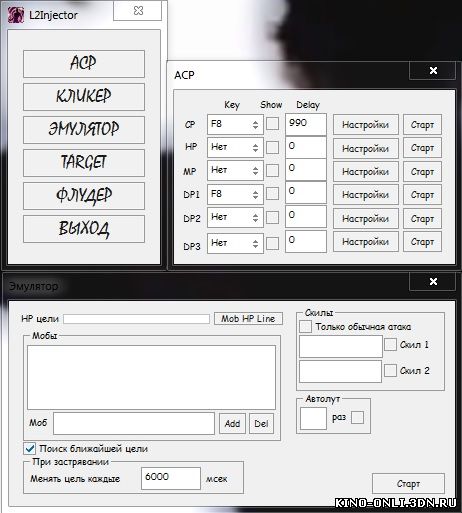 L2Injector
ACP
КЛИКЕР
ЭМУЛЯТОР
TARGET
ФЛУДЕР
ВЫХОД
ACP
Key Show Delay
CP F8 990 Настройки Старт
HP Нет 0 Настройки Старт
MP Нет 0 Настройки Старт
DP1 F8 0 Настройки Старт
DP2 Нет 0 Настройки Старт
DP3 Нет 0 Настройки Старт
Эмулятор
HP цели Mob HP Line
Мобы
Моб Add Del
Поиск ближайшей цели
При застрявании
Менять цель каждые 6000 мсек
Скилы
Только обычная атака
Скил 1
Скил 2
Автолут
раз
Старт
KINO-ONLI.3DN.RU